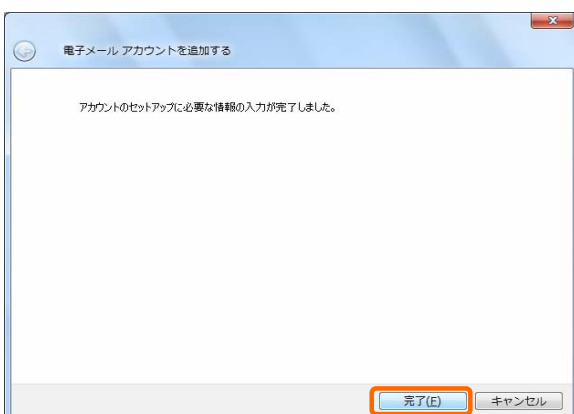 電子メール アカウントを追加する
アカウントのセットアップに必要な情報の入力が完了しました。
完了(E) キャンセル